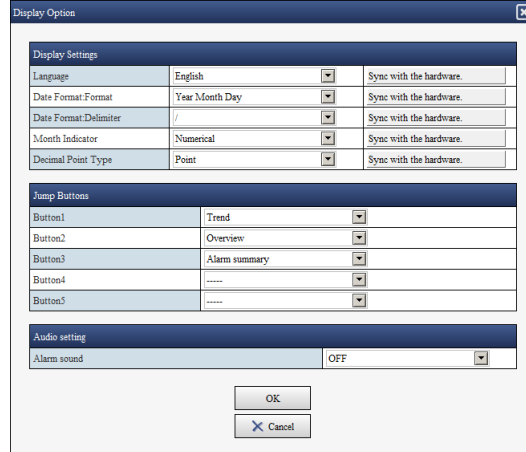 Display Option
Display Settings
Language English Sync with the hardware.
Date Format:Format Year Month Day Sync with the hardware.
Date Format:Delimiter / Sync with the hardware.
Month Indicator Numerical Sync with the hardware.
Decimal Point Type Point Sync with the hardware.
Jump Buttons
Button1 Trend
Button2 Overview
Button3 Alarm summary
Button4 -----
Button5 -----
Audio setting
Alarm sound OFF
OK
Cancel